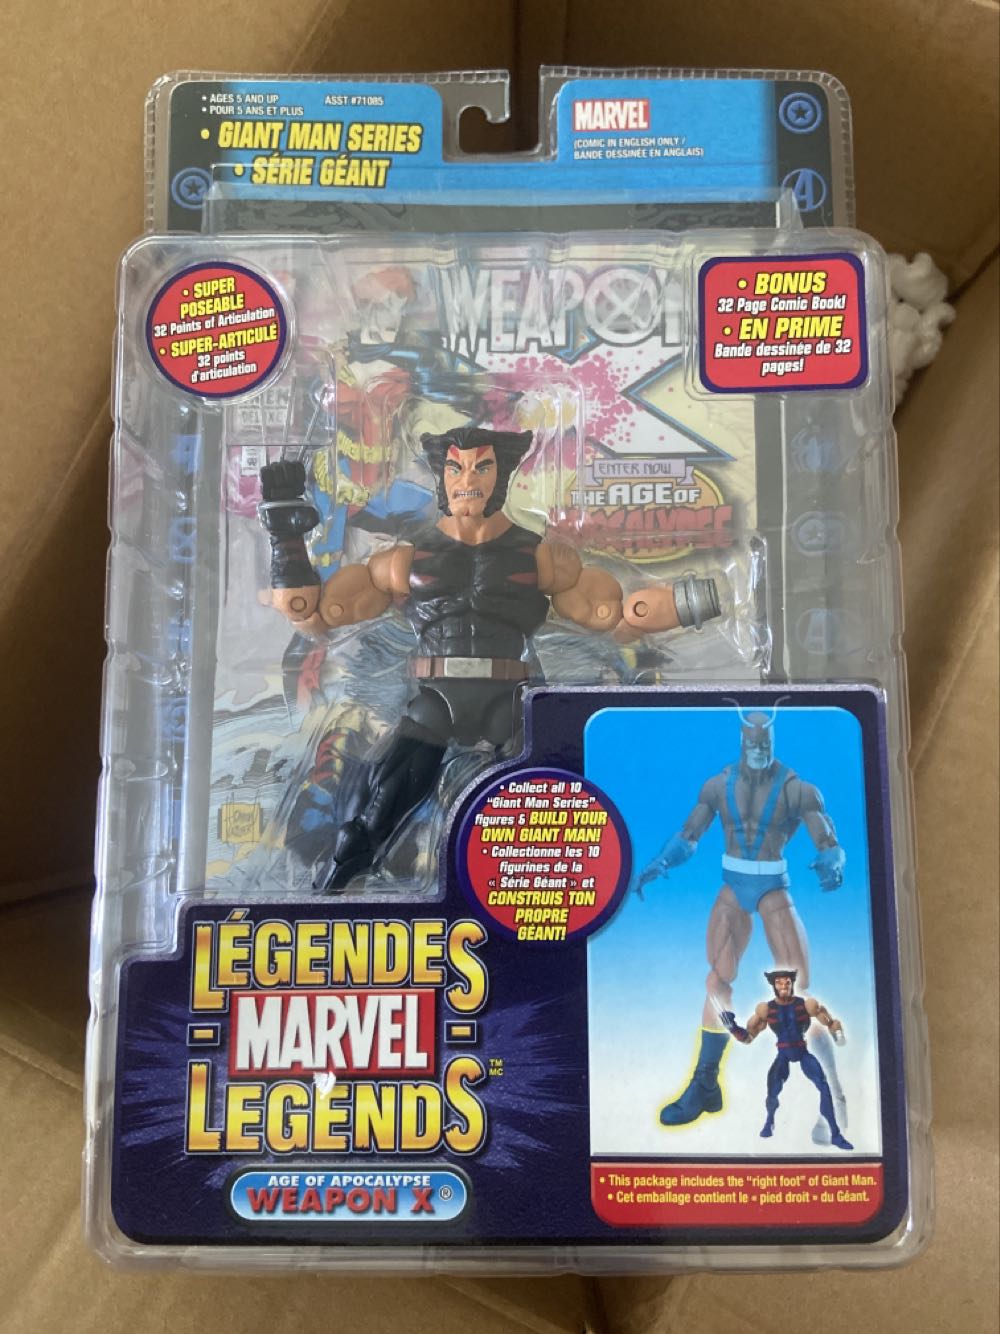 • AGES 5 AND UP
ASST #71085
• POUR 5 ANS ET PLUS
• GIANT MAN SERIES
• SÉRIE GÉANT
MARVEL
(COMIC IN ENGLISH ONLY /
BANDE DESSINÉE EN ANGLAIS)
• SUPER
POSEABLE
32 Points of Articulation
• SUPER-ARTICULÉ
32 points
d'articulation
• BONUS
32 Page Comic Book!
• EN PRIME
Bande dessinée de 32
pages!
WEAPON
X
DELUXE
ENTER NOW
THE AGE OF
APOCALYPSE
• Collect all 10
"Giant Man Series"
figures & BUILD YOUR
OWN GIANT MAN!
• Collectionne les 10
figurines de la
« Série Géant » et
CONSTRUIS TON
PROPRE
GÉANT!
LÉGENDES
- MARVEL -
LEGENDS
TM
MC
AGE OF APOCALYPSE
WEAPON X®
• This package includes the "right foot" of Giant Man.
• Cet emballage contient le « pied droit » du Géant.